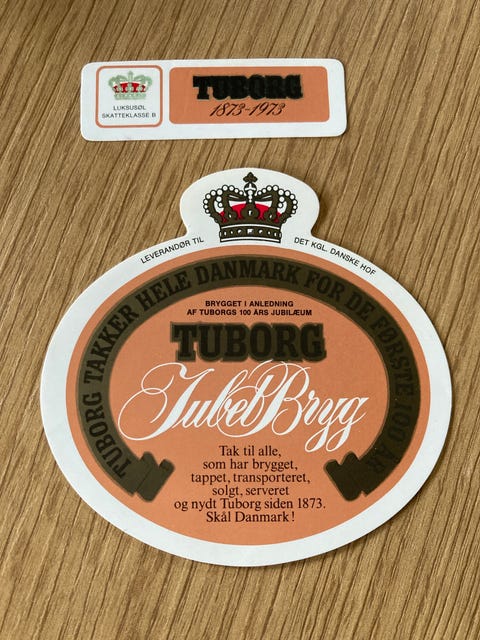 LUKSUSØL
SKATTEKLASSE B
TUBORG
1873-1973
LEVERANDØR TIL DET KGL. DANSKE HOF
TUBORG TAKKER HELE DANMARK FOR DE FØRSTE 100 ÅR
BRYGGET I ANLEDNING
AF TUBORGS 100 ÅRS JUBILÆUM
TUBORG
JubelBryg
Tak til alle,
som har brygget,
tappet, transporteret,
solgt, serveret
og nydt Tuborg siden 1873.
Skål Danmark!